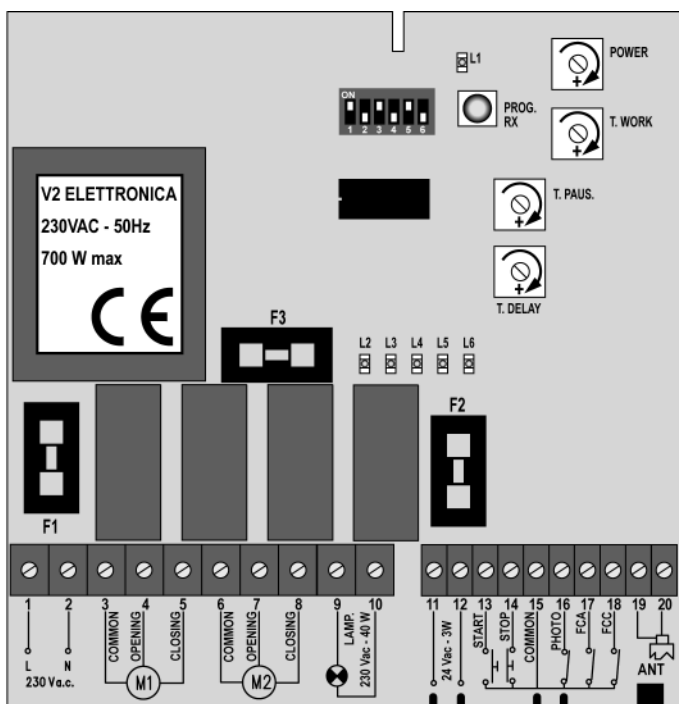 L1
POWER
ON
1 2 3 4 5 6
PROG.
RX
T. WORK
V2 ELETTRONICA
230VAC - 50Hz
700 W max
CE
T. PAUS.
T. DELAY
F3
L2 L3 L4 L5 L6
F1
F2
1 2 3 4 5 6 7 8 9 10
11 12 13 14 15 16 17 18 19 20
L N
230 V a.c.
COMMON
OPENING
CLOSING
M1
COMMON
OPENING
CLOSING
M2
LAMP.
230 Vac - 40 W
24 Vac - 3W
START
STOP
COMMON
PHOTO
FCA
FCC
ANT